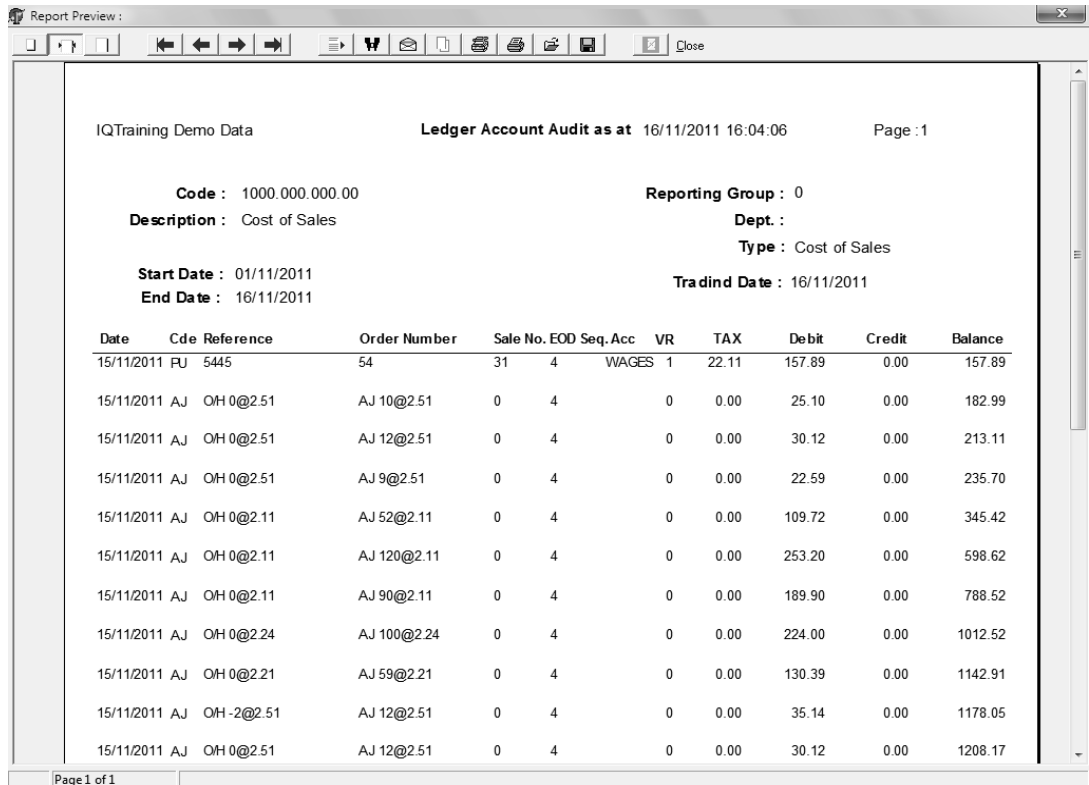 Report Preview :
Close
IQTraining Demo Data Ledger Account Audit as at 16/11/2011 16:04:06 Page :1
Code : 1000.000.000.00 Reporting Group : 0
Description : Cost of Sales Dept. :
Type : Cost of Sales
Start Date : 01/11/2011 Tradind Date : 16/11/2011
End Date : 16/11/2011
Date Cde Reference Order Number Sale No. EOD Seq. Acc VR TAX Debit Credit Balance
15/11/2011 PU 5445 54 31 4 WAGES 1 22.11 157.89 0.00 157.89
15/11/2011 AJ O/H 0@2.51 AJ 10@2.51 0 4 0 0.00 25.10 0.00 182.99
15/11/2011 AJ O/H 0@2.51 AJ 12@2.51 0 4 0 0.00 30.12 0.00 213.11
15/11/2011 AJ O/H 0@2.51 AJ 9@2.51 0 4 0 0.00 22.59 0.00 235.70
15/11/2011 AJ O/H 0@2.11 AJ 52@2.11 0 4 0 0.00 109.72 0.00 345.42
15/11/2011 AJ O/H 0@2.11 AJ 120@2.11 0 4 0 0.00 253.20 0.00 598.62
15/11/2011 AJ O/H 0@2.11 AJ 90@2.11 0 4 0 0.00 189.90 0.00 788.52
15/11/2011 AJ O/H 0@2.24 AJ 100@2.24 0 4 0 0.00 224.00 0.00 1012.52
15/11/2011 AJ O/H 0@2.21 AJ 59@2.21 0 4 0 0.00 130.39 0.00 1142.91
15/11/2011 AJ O/H -2@2.51 AJ 12@2.51 0 4 0 0.00 35.14 0.00 1178.05
15/11/2011 AJ O/H 0@2.51 AJ 12@2.51 0 4 0 0.00 30.12 0.00 1208.17
Page 1 of 1